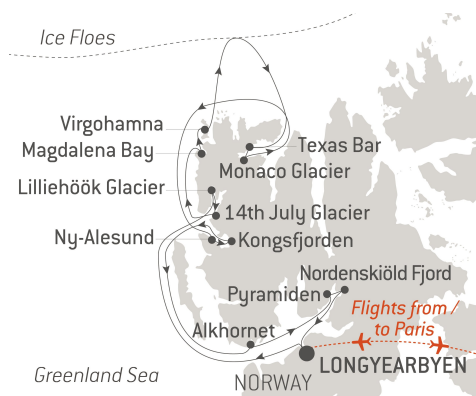 Ice Floes
Virgohamna
Texas Bar
Magdalena Bay
Monaco Glacier
Lilliehöök Glacier
14th July Glacier
Ny-Alesund
Kongsfjorden
Nordenskiöld Fjord
Pyramiden
Flights from /
to Paris
Alkhornet
LONGYEARBYEN
Greenland Sea
NORWAY